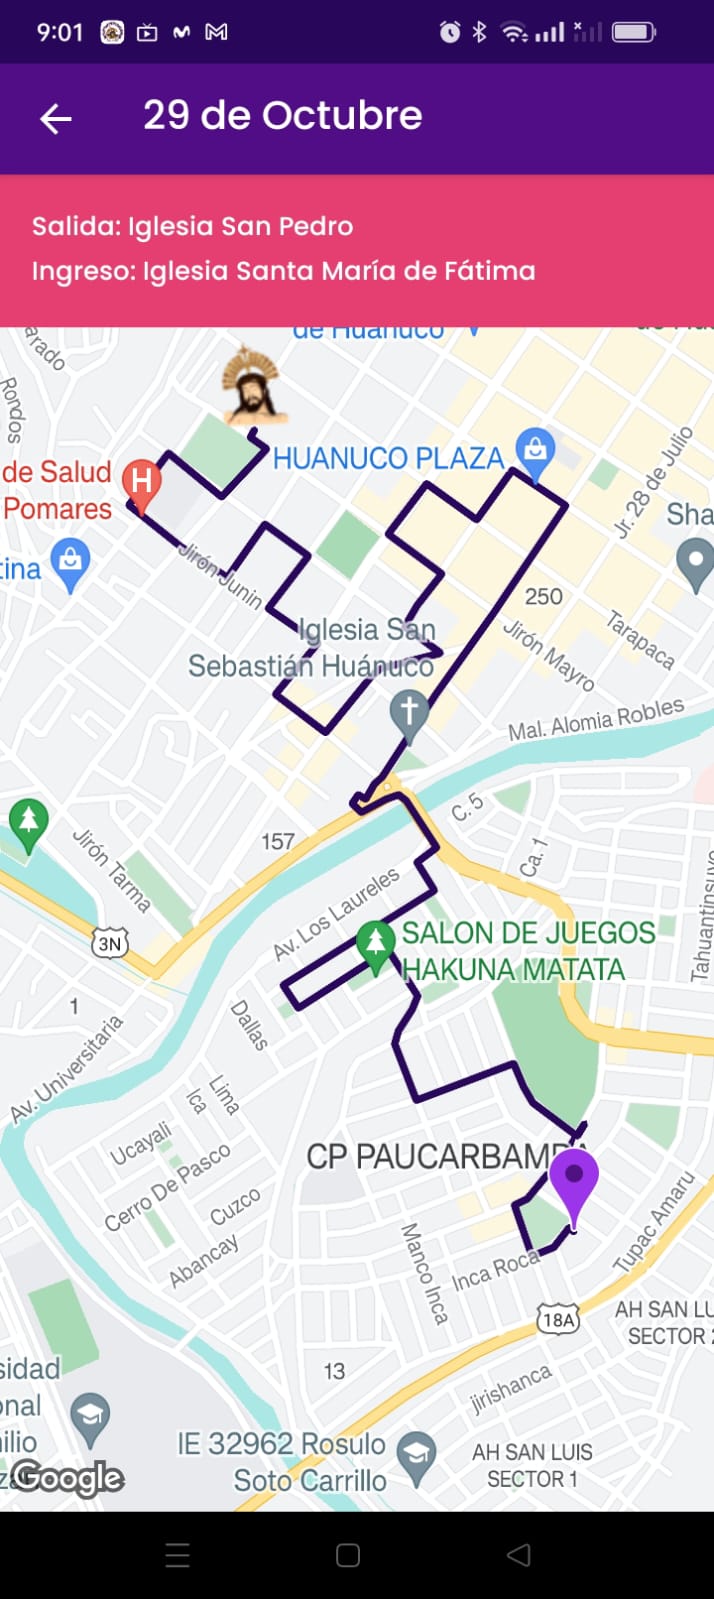 9:01
29 de Octubre
Salida: Iglesia San Pedro
Ingreso: Iglesia Santa María de Fátima
de Huánuco
arado
Rondos
HUANUCO PLAZA
H
de Salud
Pomares
Jr. 28 de Julio
Sha
tina
Jirón Junin
250
Iglesia San
Sebastián Huánuco
Jirón Mayro
Tarapaca
Mal. Alomia Robles
C. 5
157
Ca. 1
Jirón Tarma
Tahuantinsuyo
Av. Los Laureles
SALON DE JUEGOS
HAKUNA MATATA
3N
1
Dallas
Av. Universitaria
Lima
Ica
Ucayali
CP PAUCARBAMBA
Cerro De Pasco
Cuzco
Abancay
Manco Inca
Inca Roca
Tupac Amaru
18A
AH SAN LU
SECTOR 2
13
sidad
onal
ilio
jirishanca
IE 32962 Rosulo
Soto Carrillo
AH SAN LUIS
SECTOR 1
Google